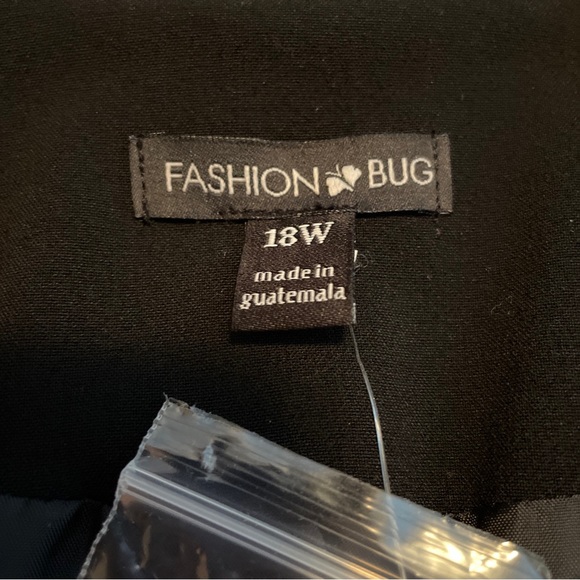 FASHION BUG
18W
made in
guatemala